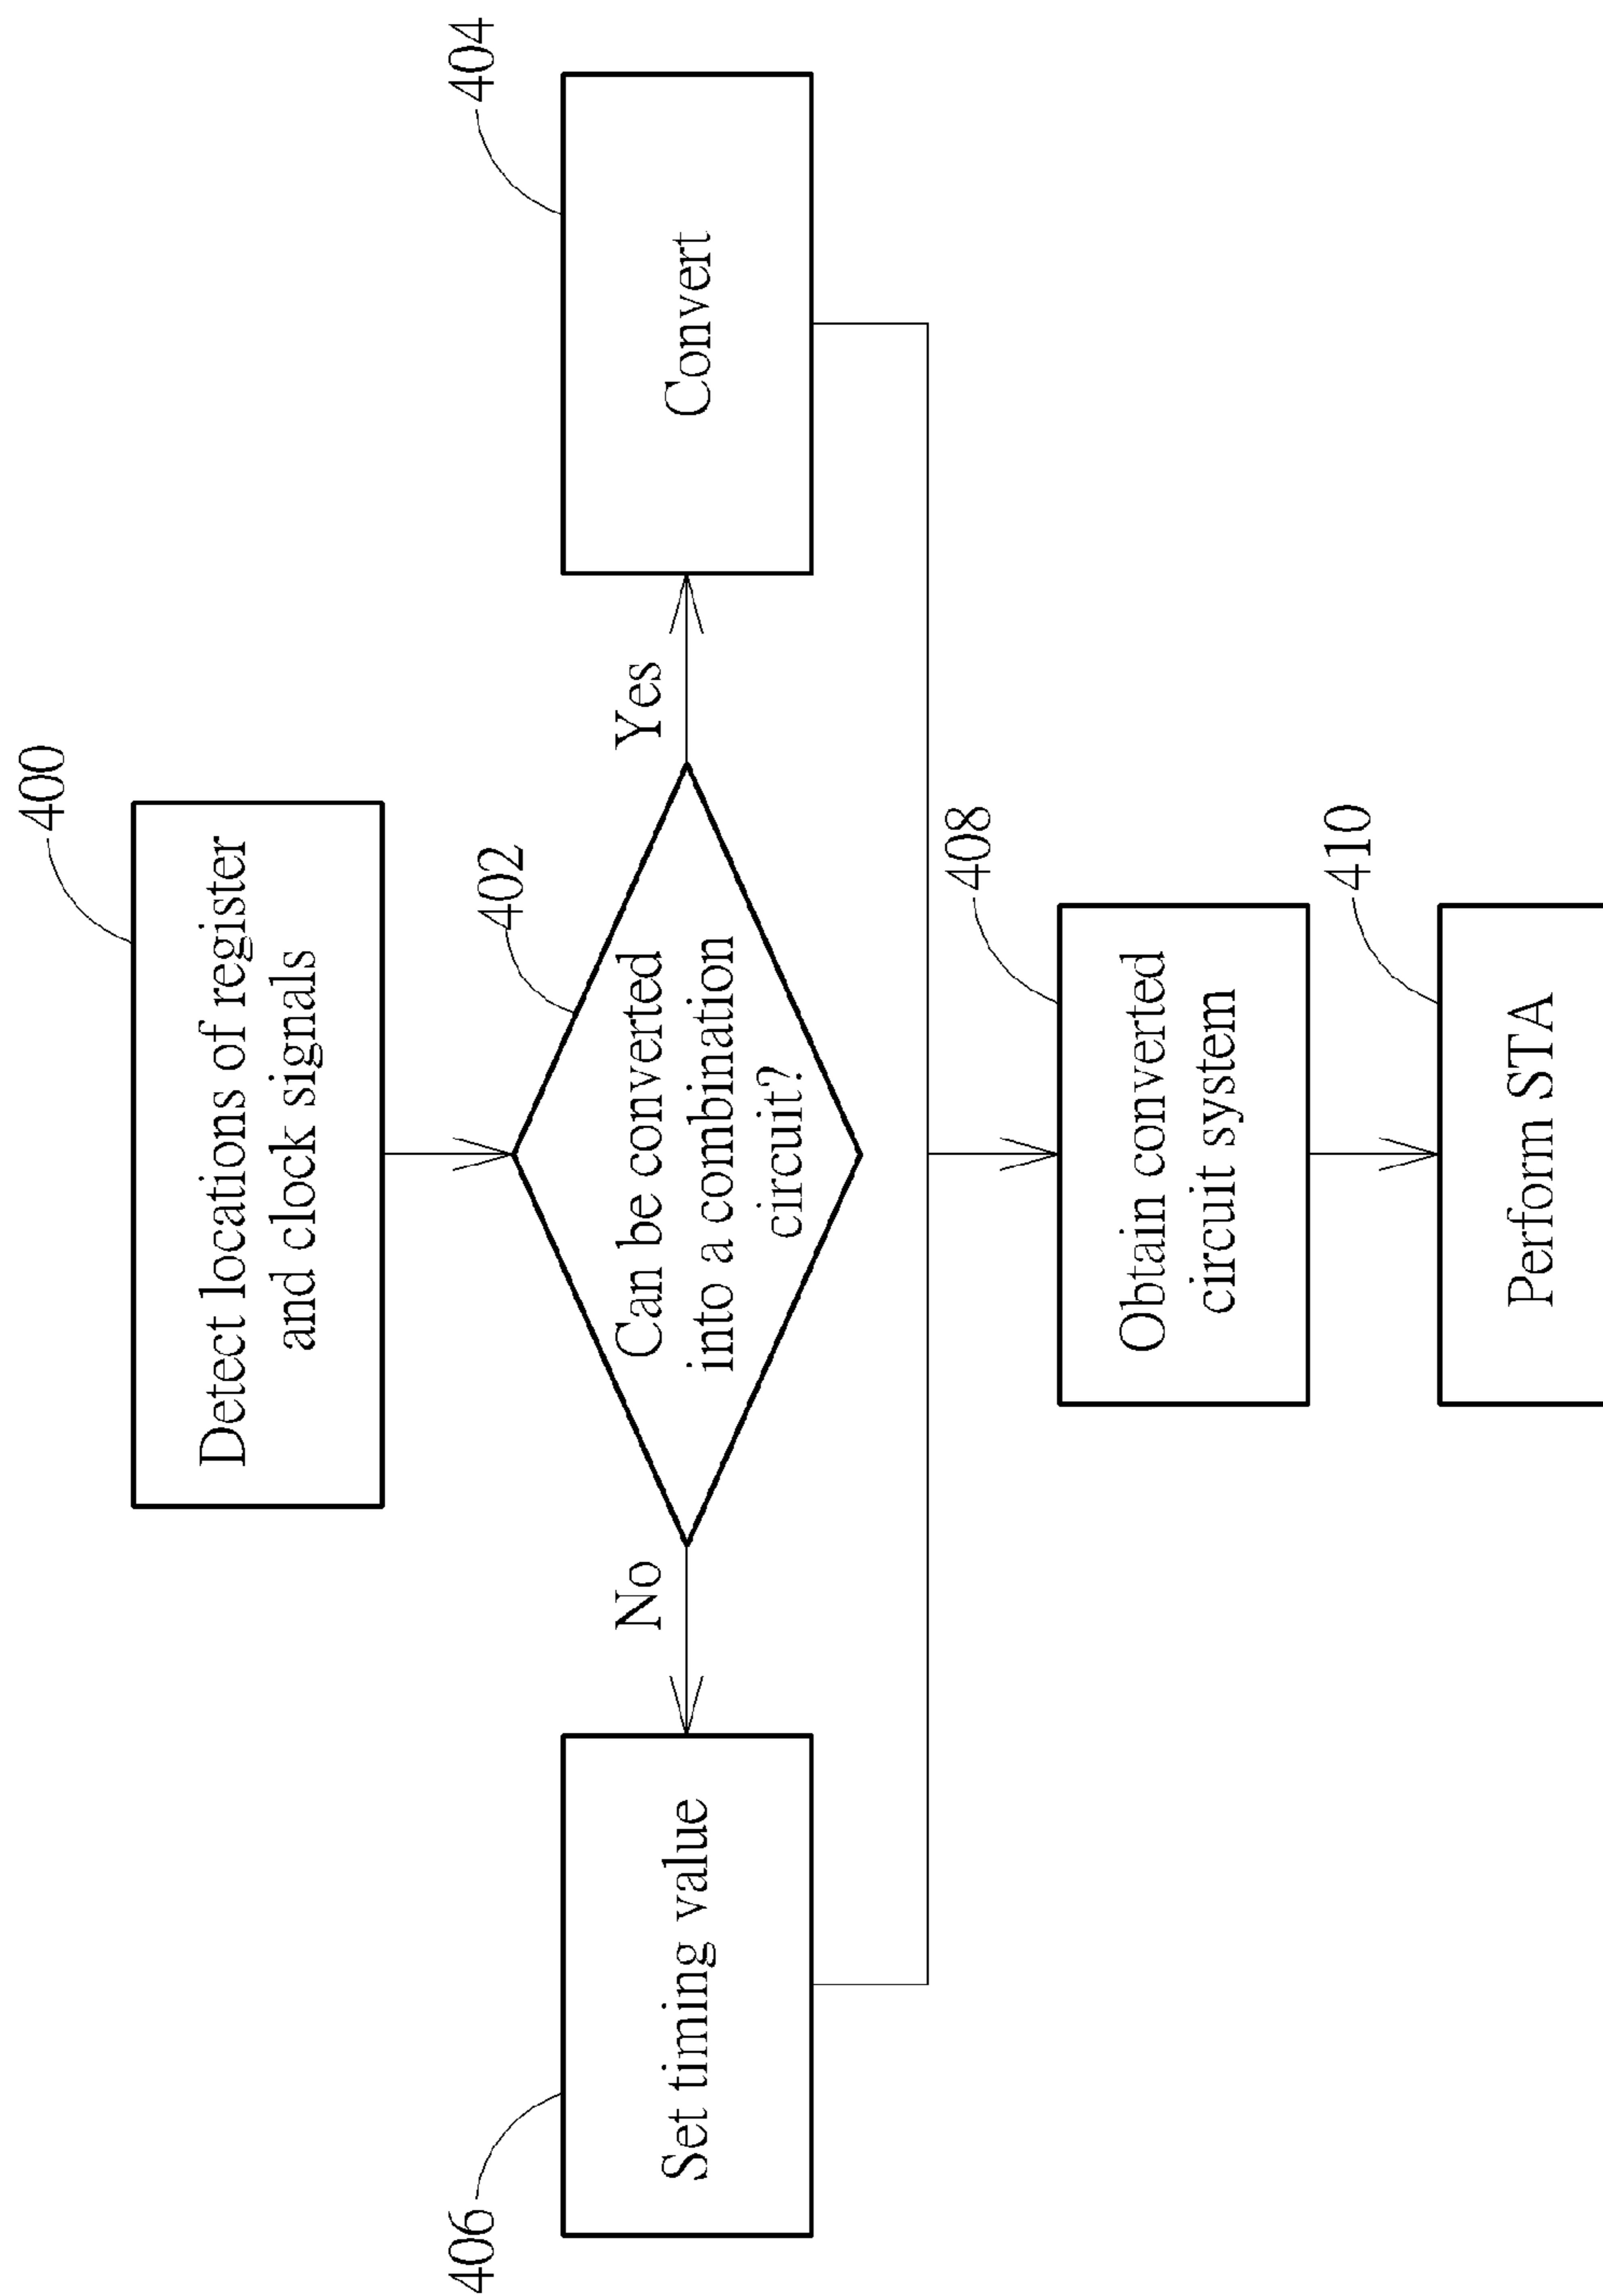 400
Detect locations of register
and clock signals
402
Can be converted
into a combination
circuit?
No
Yes
406
Set timing value
404
Convert
408
Obtain converted
circuit system
410
Perform STA